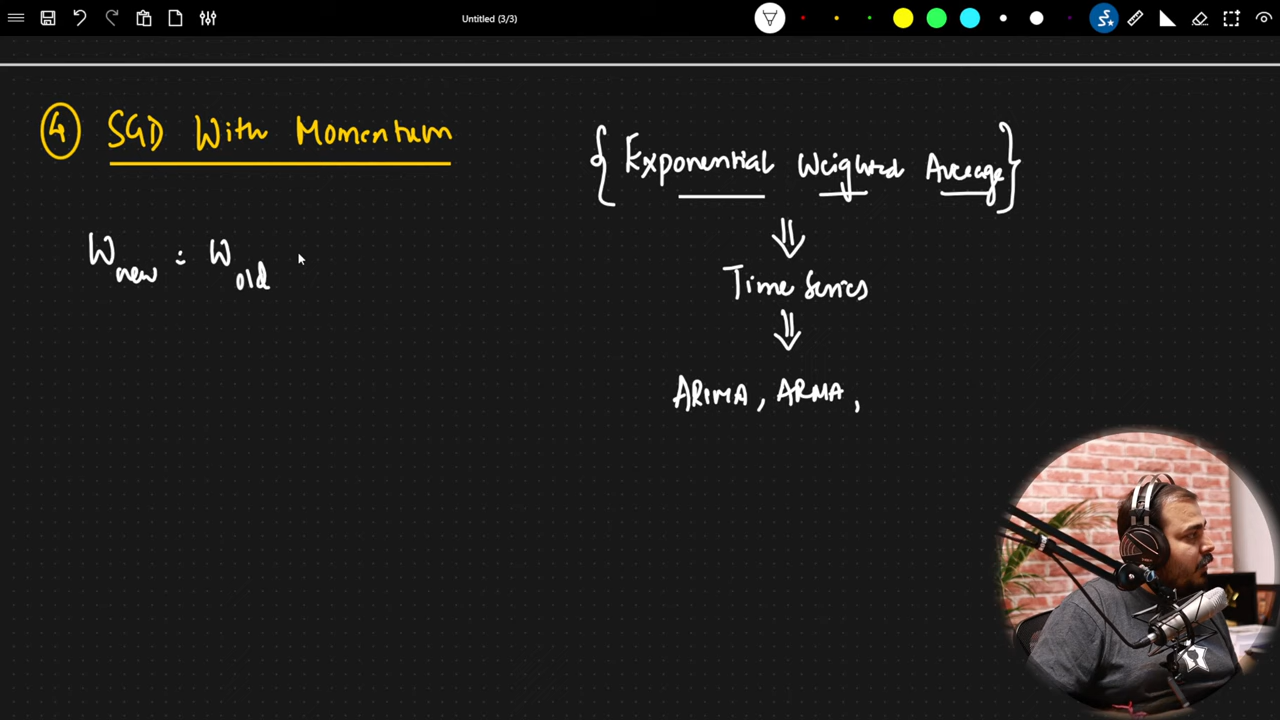 Untitled (3/3)
④ SGD With Momentum
{Exponential Weighted Average}
W new = W old
⇓
Time Series
⇓
ARIMA, ARMA,